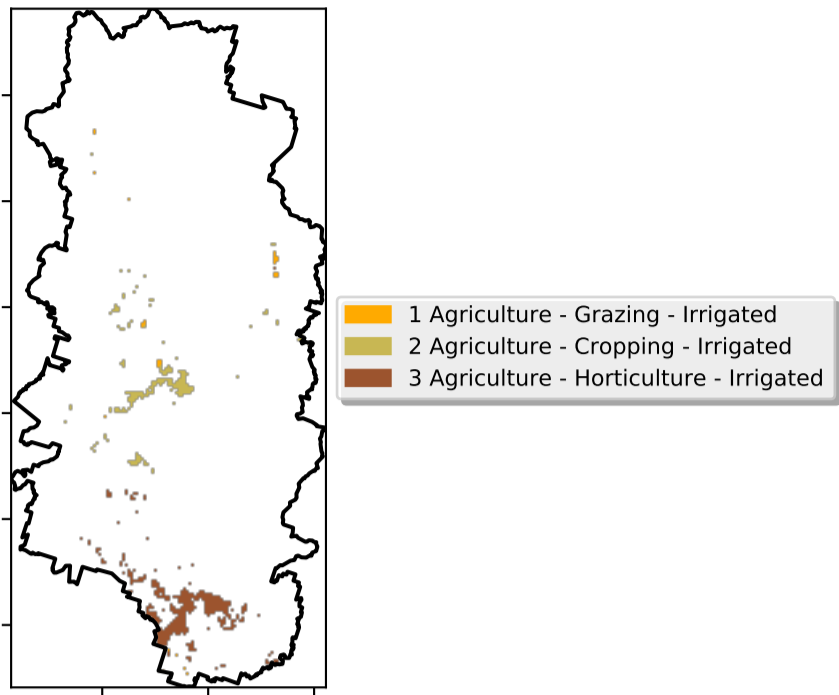 1 Agriculture - Grazing - Irrigated
2 Agriculture - Cropping - Irrigated
3 Agriculture - Horticulture - Irrigated